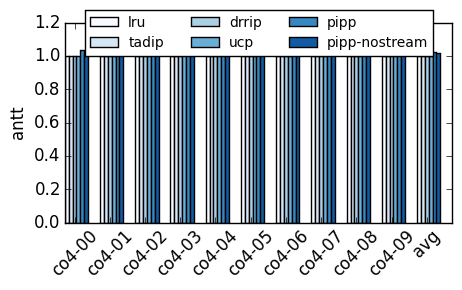 lru drrip pipp
tadip ucp pipp-nostream
1.2
1.0
0.8
0.6
0.4
0.2
0.0
antt
co4-00 co4-01 co4-02 co4-03 co4-04 co4-05 co4-06 co4-07 co4-08 co4-09 avg